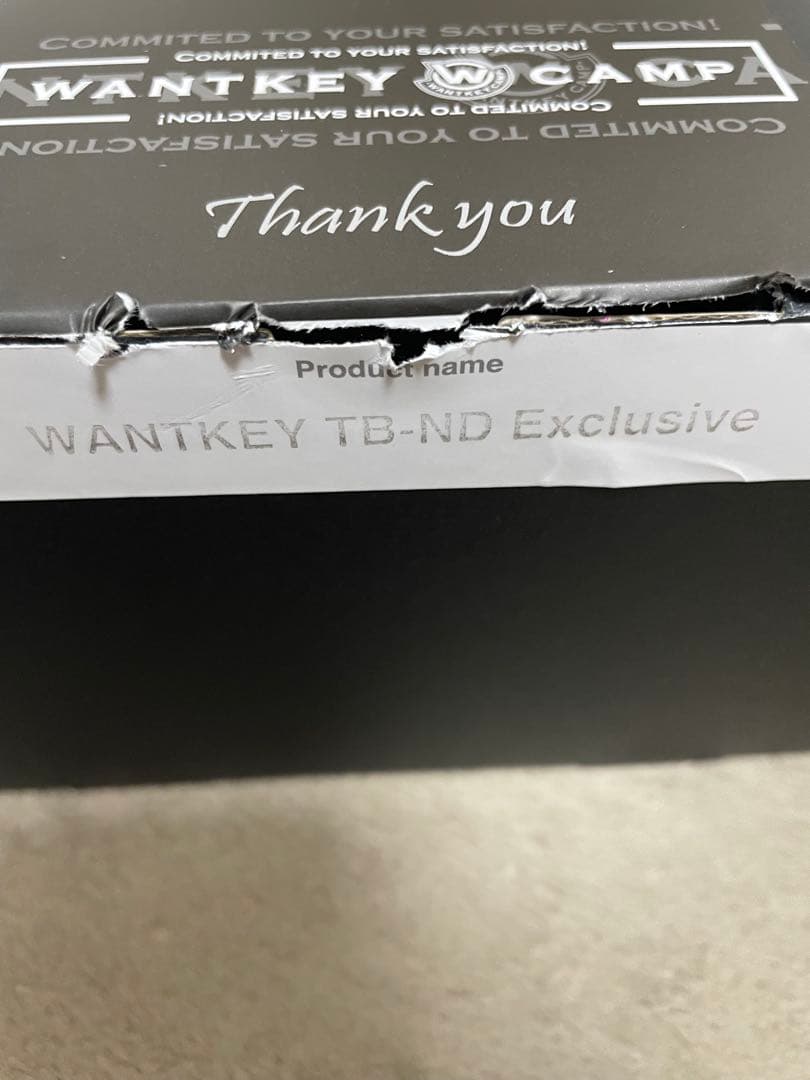 COMMITED TO YOUR SATISFACTION!
COMMITED TO YOUR SATISFACTION!
WANTKEY W CAMP
WANTKEYCAMP
COMMITED TO YOUR SATISFACTION!
COMMITED TO YOUR SATISFACTION
Thank you
Product name
WANTKEY TB-ND Exclusive